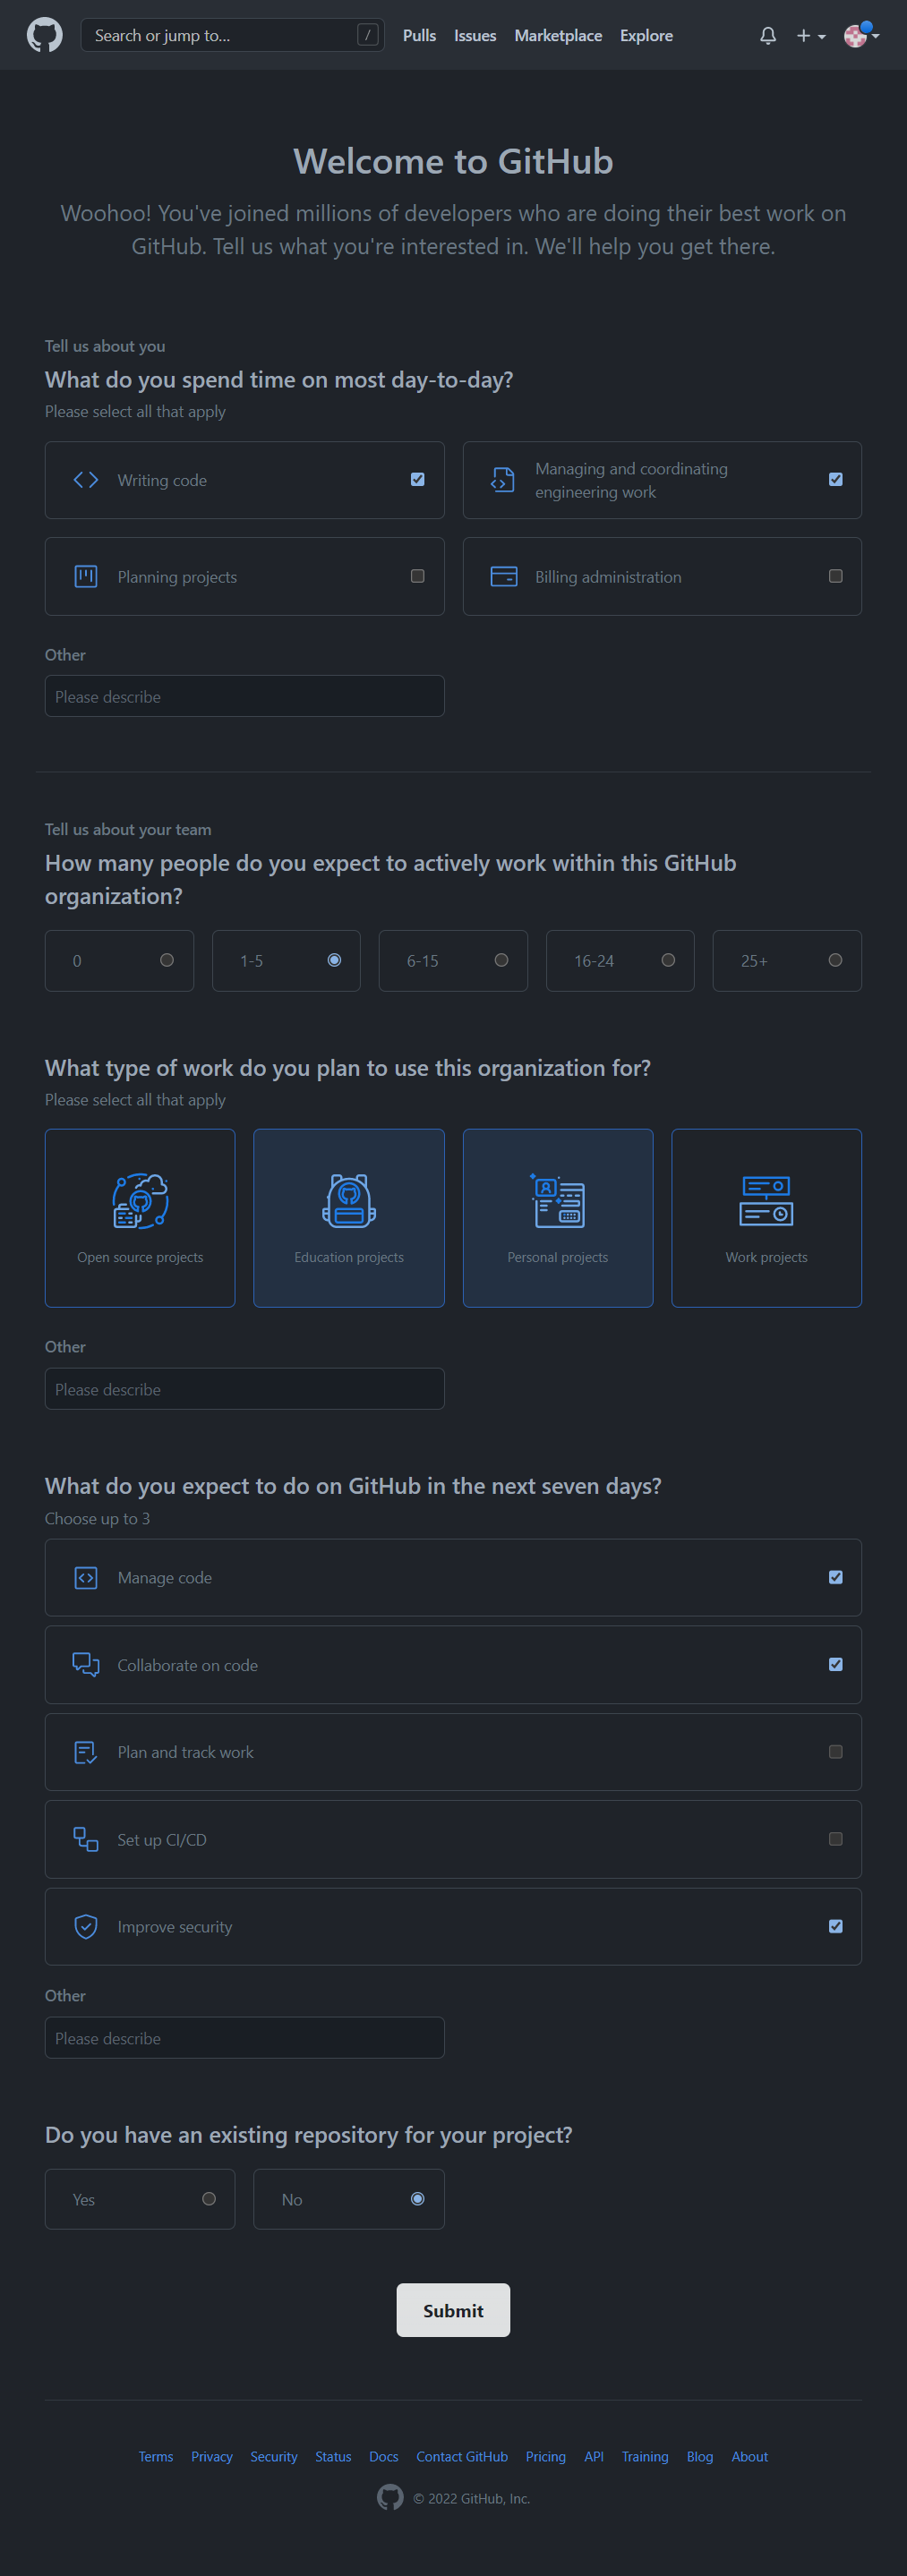 Search or jump to... /
Pulls Issues Marketplace Explore
Welcome to GitHub
Woohoo! You've joined millions of developers who are doing their best work on
GitHub. Tell us what you're interested in. We'll help you get there.
Tell us about you
What do you spend time on most day-to-day?
Please select all that apply
Writing code
Managing and coordinating
engineering work
Planning projects
Billing administration
Other
Please describe
Tell us about your team
How many people do you expect to actively work within this GitHub
organization?
0
1-5
6-15
16-24
25+
What type of work do you plan to use this organization for?
Please select all that apply
Open source projects
Education projects
Personal projects
Work projects
Other
Please describe
What do you expect to do on GitHub in the next seven days?
Choose up to 3
Manage code
Collaborate on code
Plan and track work
Set up CI/CD
Improve security
Other
Please describe
Do you have an existing repository for your project?
Yes
No
Submit
Terms Privacy Security Status Docs Contact GitHub Pricing API Training Blog About
© 2022 GitHub, Inc.